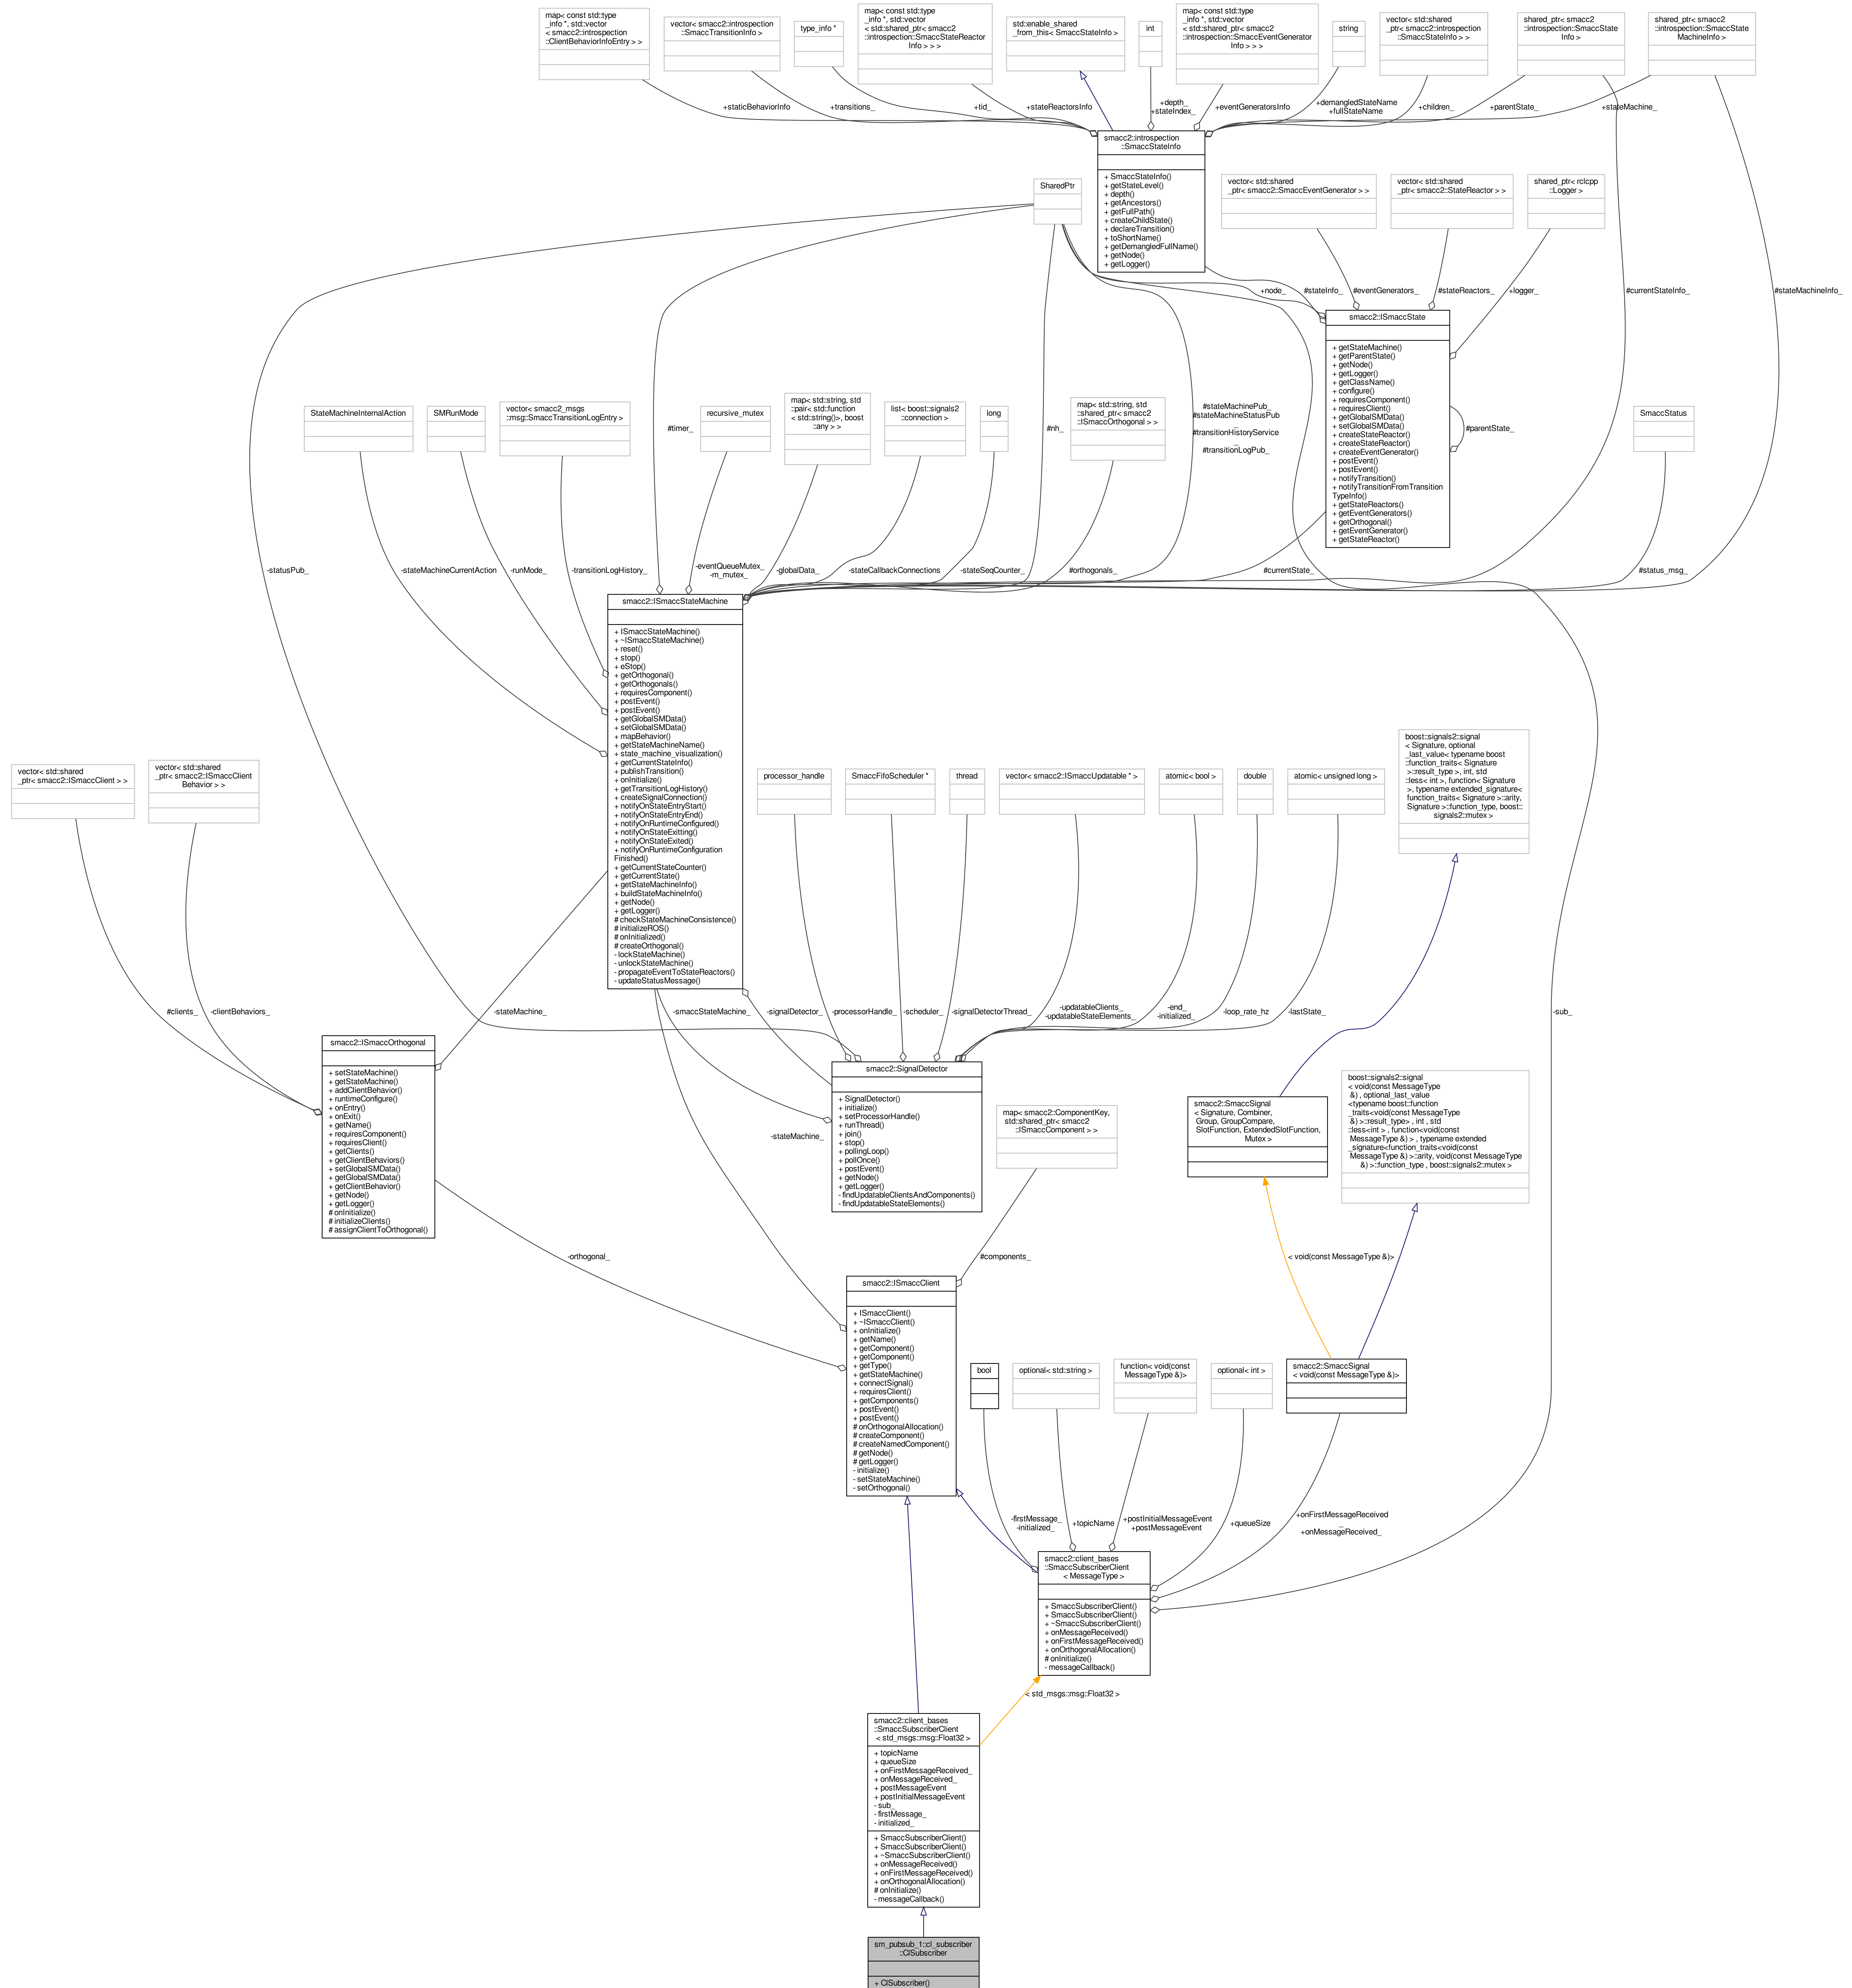 map< const std::type
_info *, std::vector
< smacc2::introspection
::ClientBehaviorInfoEntry > >
vector< smacc2::introspection
::SmaccTransitionInfo >
type_info *
map< const std::type
_info *, std::vector
< std::shared_ptr< smacc2
::introspection::SmaccStateReactor
Info > > >
std::enable_shared
_from_this< SmaccStateInfo >
int
map< const std::type
_info *, std::vector
< std::shared_ptr< smacc2
::introspection::SmaccEventGenerator
Info > > >
string
vector< std::shared
_ptr< smacc2::introspection
::SmaccStateInfo > >
shared_ptr< smacc2
::introspection::SmaccState
Info >
shared_ptr< smacc2
::introspection::SmaccState
MachineInfo >
+staticBehaviorInfo
+transitions_
+tid_
+stateReactorsInfo
+depth_
+stateIndex_
+eventGeneratorsInfo
+demangledStateName
+fullStateName
+children_
+parentState_
+stateMachine_
smacc2::introspection
::SmaccStateInfo
+ SmaccStateInfo()
+ getStateLevel()
+ depth()
+ getAncestors()
+ getFullPath()
+ createChildState()
+ declareTransition()
+ toShortName()
+ getDemangledFullName()
+ getNode()
+ getLogger()
SharedPtr
vector< std::shared
_ptr< smacc2::SmaccEventGenerator > >
vector< std::shared
_ptr< smacc2::StateReactor > >
shared_ptr< rclcpp
::Logger >
+node_
#stateInfo_
#eventGenerators_
#stateReactors_
+logger_
#currentStateInfo_
#stateMachineInfo_
smacc2::ISmaccState
+ getStateMachine()
+ getParentState()
+ getNode()
+ getLogger()
+ getClassName()
+ configure()
+ requiresComponent()
+ requiresClient()
+ getGlobalSMData()
+ setGlobalSMData()
+ createStateReactor()
+ createStateReactor()
+ createEventGenerator()
+ postEvent()
+ postEvent()
+ notifyTransition()
+ notifyTransitionFromTransition
TypeInfo()
+ getStateReactors()
+ getEventGenerators()
+ getOrthogonal()
+ getEventGenerator()
+ getStateReactor()
#parentState_
StateMachineInternalAction
SMRunMode
vector< smacc2_msgs
::msg::SmaccTransitionLogEntry >
#timer_
recursive_mutex
map< std::string, std
::pair< std::function
< std::string()>, boost
::any > >
list< boost::signals2
::connection >
long
#nh_
map< std::string, std
::shared_ptr< smacc2
::ISmaccOrthogonal > >
#stateMachinePub_
#stateMachineStatusPub
_
#transitionHistoryService
_
#transitionLogPub_
SmaccStatus
-statusPub_
-stateMachineCurrentAction
-runMode_
-transitionLogHistory_
-eventQueueMutex_
-m_mutex_
-globalData_
-stateCallbackConnections
-stateSeqCounter_
#orthogonals_
#currentState_
#status_msg_
smacc2::ISmaccStateMachine
+ ISmaccStateMachine()
+ ~ISmaccStateMachine()
+ reset()
+ stop()
+ eStop()
+ getOrthogonal()
+ getOrthogonals()
+ requiresComponent()
+ postEvent()
+ postEvent()
+ getGlobalSMData()
+ setGlobalSMData()
+ mapBehavior()
+ getStateMachineName()
+ state_machine_visualization()
+ getCurrentStateInfo()
+ publishTransition()
+ onInitialize()
+ getTransitionLogHistory()
+ createSignalConnection()
+ notifyOnStateEntryStart()
+ notifyOnStateEntryEnd()
+ notifyOnRuntimeConfigured()
+ notifyOnStateExitting()
+ notifyOnStateExited()
+ notifyOnRuntimeConfiguration
Finished()
+ getCurrentStateCounter()
+ getCurrentState()
+ getStateMachineInfo()
+ buildStateMachineInfo()
+ getNode()
+ getLogger()
# checkStateMachineConsistence()
# initializeROS()
# onInitialized()
# createOrthogonal()
- lockStateMachine()
- unlockStateMachine()
- propagateEventToStateReactors()
- updateStatusMessage()
vector< std::shared
_ptr< smacc2::ISmaccClient > >
vector< std::shared
_ptr< smacc2::ISmaccClient
Behavior > >
processor_handle
SmaccFifoScheduler *
thread
vector< smacc2::ISmaccUpdatable * >
atomic< bool >
double
atomic< unsigned long >
boost::signals2::signal
< Signature, optional
_last_value< typename boost
::function_traits< Signature
>::result_type >, int, std
::less< int >, function< Signature
>, typename extended_signature<
function_traits< Signature >::arity,
Signature >::function_type, boost::
signals2::mutex >
#clients_
-clientBehaviors_
-stateMachine_
-smaccStateMachine_
-signalDetector_
-processorHandle_
-scheduler_
-signalDetectorThread_
-updatableClients_
-updatableStateElements_
-end_
-initialized_
-loop_rate_hz
-lastState_
-sub_
smacc2::ISmaccOrthogonal
+ setStateMachine()
+ getStateMachine()
+ addClientBehavior()
+ runtimeConfigure()
+ onEntry()
+ onExit()
+ getName()
+ requiresComponent()
+ requiresClient()
+ getClients()
+ getClientBehaviors()
+ setGlobalSMData()
+ getGlobalSMData()
+ getClientBehavior()
+ getNode()
+ getLogger()
# onInitialize()
# initializeClients()
# assignClientToOrthogonal()
smacc2::SignalDetector
+ SignalDetector()
+ initialize()
+ setProcessorHandle()
+ runThread()
+ join()
+ stop()
+ pollingLoop()
+ pollOnce()
+ postEvent()
+ getNode()
+ getLogger()
- findUpdatableClientsAndComponents()
- findUpdatableStateElements()
-stateMachine_
map< smacc2::ComponentKey,
std::shared_ptr< smacc2
::ISmaccComponent > >
smacc2::SmaccSignal
< Signature, Combiner,
Group, GroupCompare,
SlotFunction, ExtendedSlotFunction,
Mutex >
boost::signals2::signal
< void(const MessageType
&) , optional_last_value
<typename boost::function
_traits<void(const MessageType
&) >::result_type> , int , std
::less<int > , function<void(const
MessageType &) > , typename extended
_signature<function_traits<void(const
MessageType &) >::arity, void(const MessageType
&) >::function_type , boost::signals2::mutex >
-orthogonal_
#components_
< void(const MessageType &)>
smacc2::ISmaccClient
+ ISmaccClient()
+ ~ISmaccClient()
+ onInitialize()
+ getName()
+ getComponent()
+ getComponent()
+ getType()
+ getStateMachine()
+ connectSignal()
+ requiresClient()
+ getComponents()
+ postEvent()
+ postEvent()
# onOrthogonalAllocation()
# createComponent()
# createNamedComponent()
# getNode()
# getLogger()
- initialize()
- setStateMachine()
- setOrthogonal()
bool
optional< std::string >
function< void(const
MessageType &)>
optional< int >
smacc2::SmaccSignal
< void(const MessageType &)>
-firstMessage_
-initialized_
+topicName
+postInitialMessageEvent
+postMessageEvent
+queueSize
+onFirstMessageReceived
_
+onMessageReceived_
smacc2::client_bases
::SmaccSubscriberClient
< MessageType >
+ SmaccSubscriberClient()
+ SmaccSubscriberClient()
+ ~SmaccSubscriberClient()
+ onMessageReceived()
+ onFirstMessageReceived()
+ onOrthogonalAllocation()
# onInitialize()
- messageCallback()
< std_msgs::msg::Float32 >
smacc2::client_bases
::SmaccSubscriberClient
< std_msgs::msg::Float32 >
+ topicName
+ queueSize
+ onFirstMessageReceived_
+ onMessageReceived_
+ postMessageEvent
+ postInitialMessageEvent
- sub_
- firstMessage_
- initialized_
+ SmaccSubscriberClient()
+ SmaccSubscriberClient()
+ ~SmaccSubscriberClient()
+ onMessageReceived()
+ onFirstMessageReceived()
+ onOrthogonalAllocation()
# onInitialize()
- messageCallback()
sm_pubsub_1::cl_subscriber
::ClSubscriber
+ ClSubscriber()